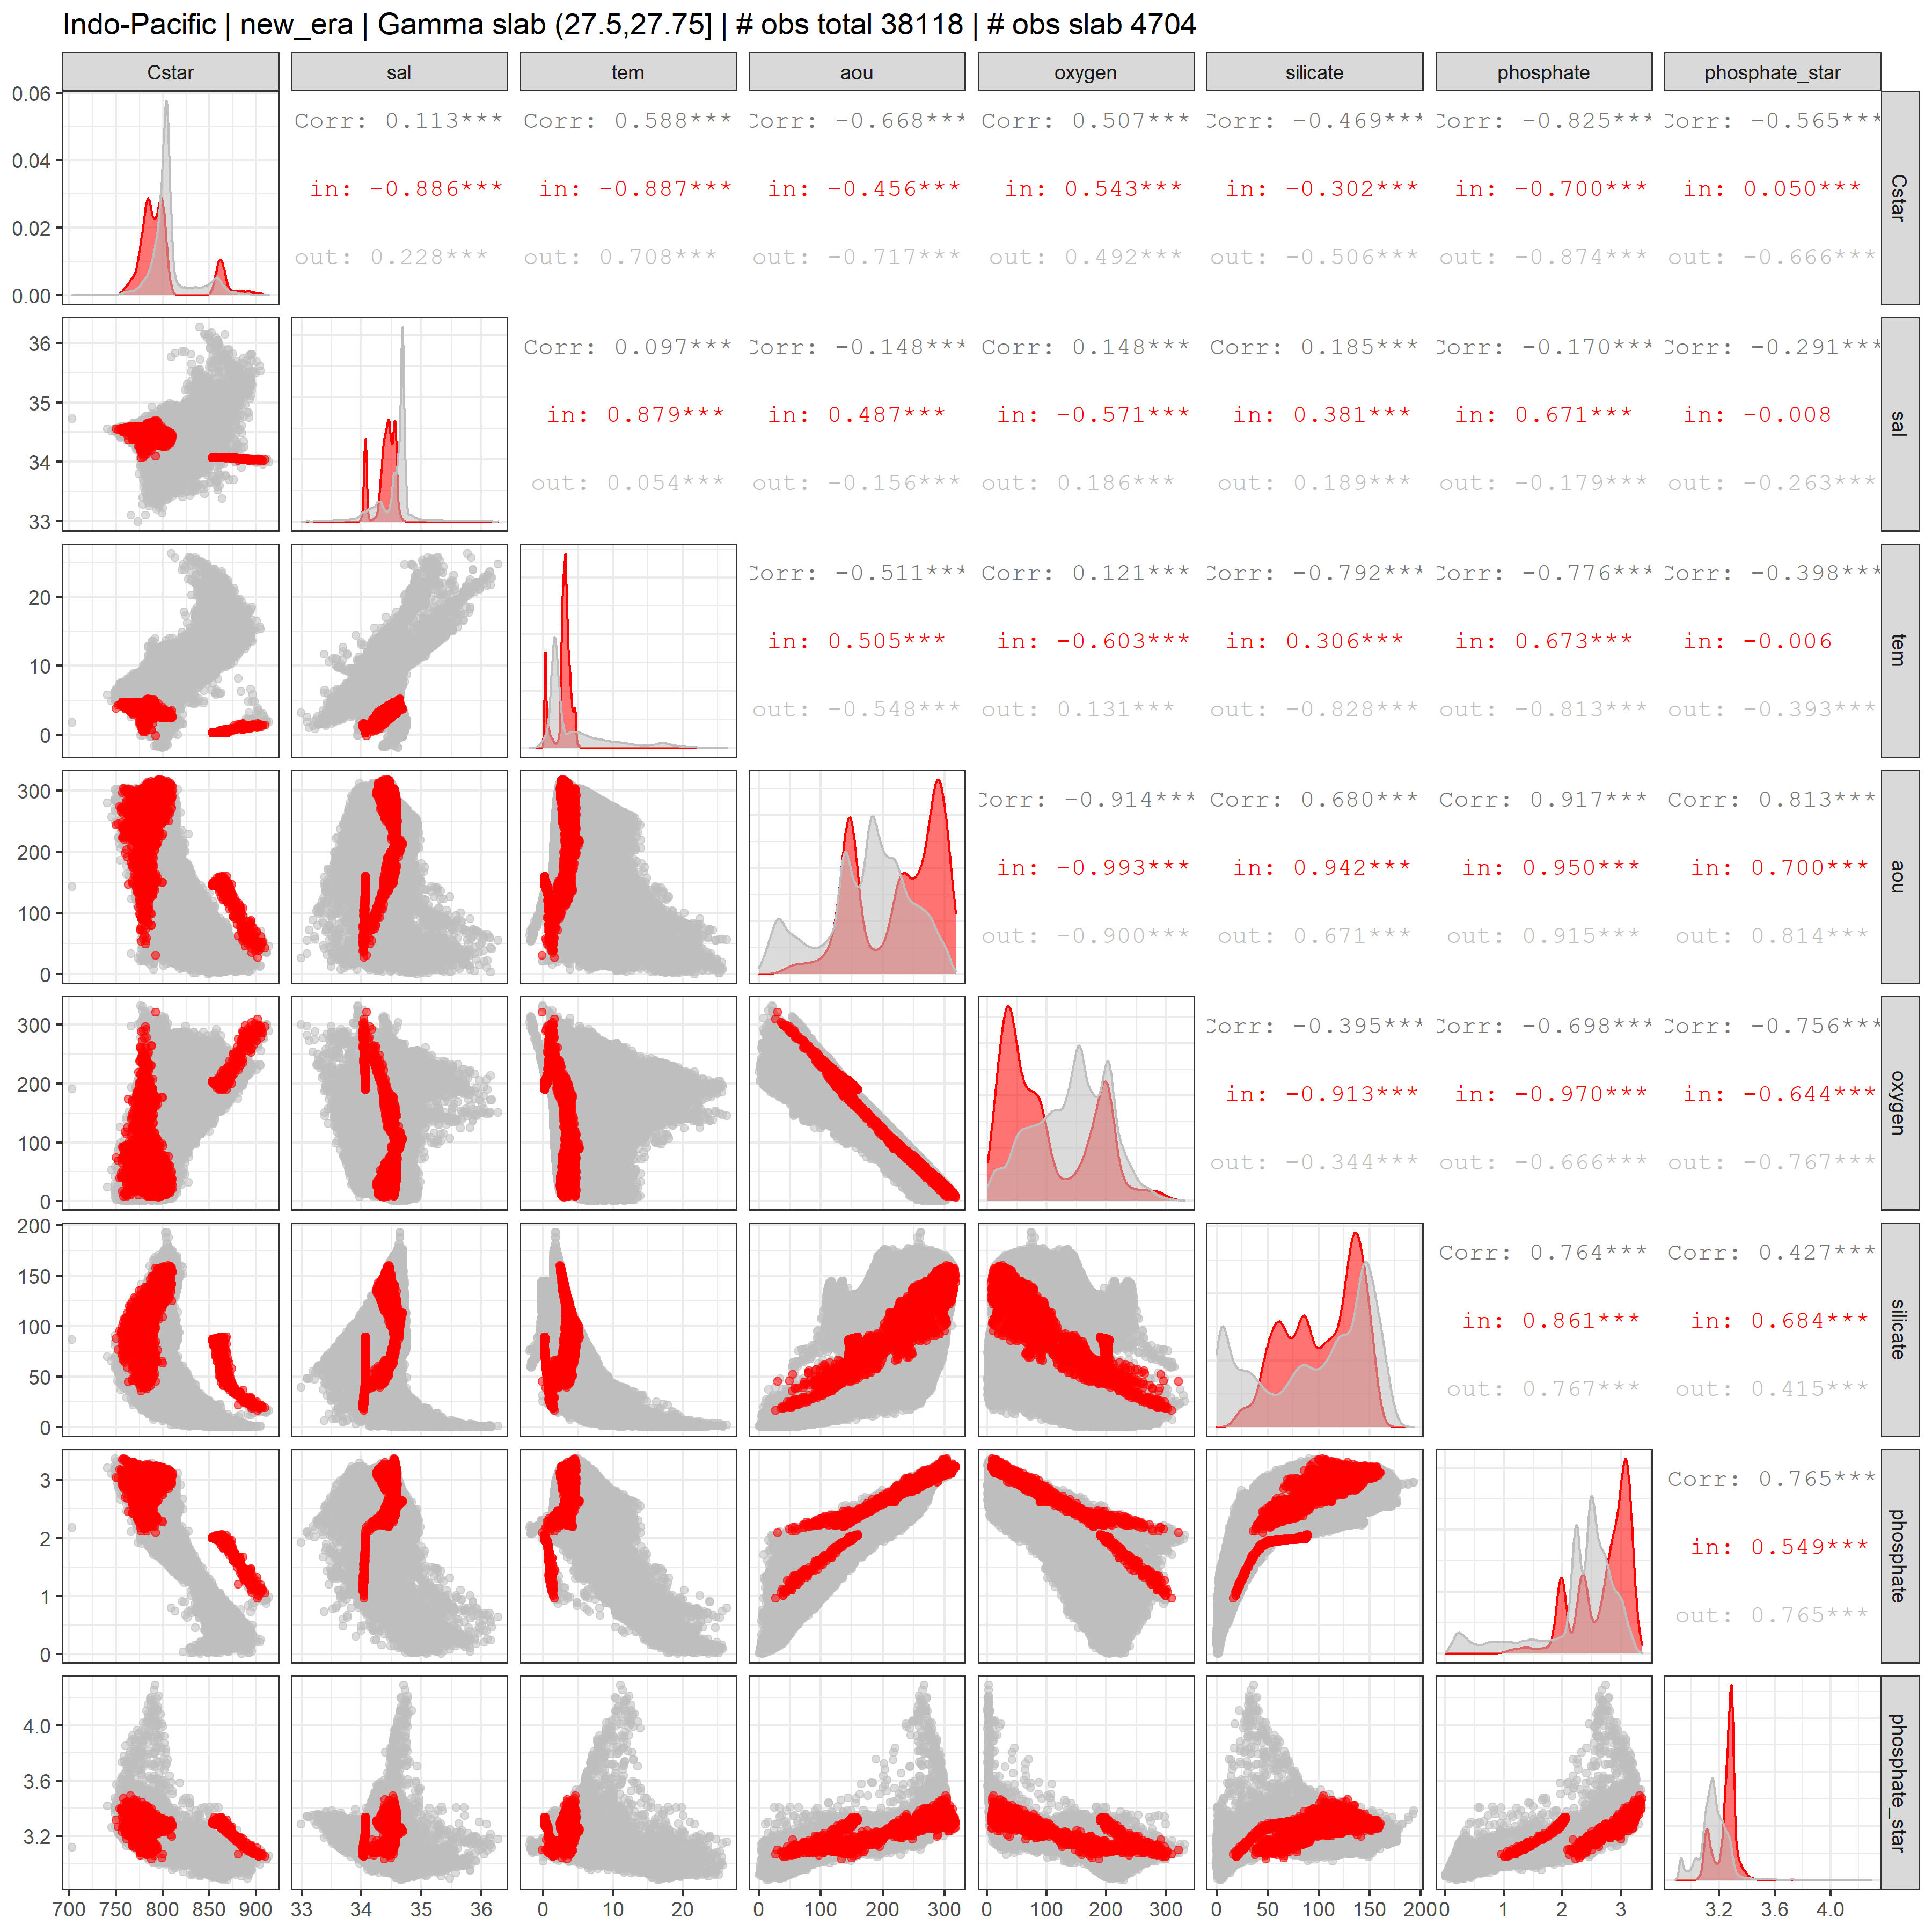 Indo-Pacific | new_era | Gamma slab (27.5,27.75] | # obs total 38118 | # obs slab 4704
Cstar sal tem aou oxygen silicate phosphate phosphate_star
0.06
0.04
0.02
0.00
Corr: 0.113*** Corr: 0.588*** Corr: -0.668*** Corr: 0.507*** Corr: -0.469*** Corr: -0.825*** Corr: -0.565***
in: -0.886*** in: -0.887*** in: -0.456*** in: 0.543*** in: -0.302*** in: -0.700*** in: 0.050***
out: 0.228*** out: 0.708*** out: -0.717*** out: 0.492*** out: -0.506*** out: -0.874*** out: -0.666***
Cstar
36
35
34
33
Corr: 0.097*** Corr: -0.148*** Corr: 0.148*** Corr: 0.185*** Corr: -0.170*** Corr: -0.291***
in: 0.879*** in: 0.487*** in: -0.571*** in: 0.381*** in: 0.671*** in: -0.008
out: 0.054*** out: -0.156*** out: 0.186*** out: 0.189*** out: -0.179*** out: -0.263***
sal
20
10
0
Corr: -0.511*** Corr: 0.121*** Corr: -0.792*** Corr: -0.776*** Corr: -0.398***
in: 0.505*** in: -0.603*** in: 0.306*** in: 0.673*** in: -0.006
out: -0.548*** out: 0.131*** out: -0.828*** out: -0.813*** out: -0.393***
tem
300
200
100
0
Corr: -0.914*** Corr: 0.680*** Corr: 0.917*** Corr: 0.813***
in: -0.993*** in: 0.942*** in: 0.950*** in: 0.700***
out: -0.900*** out: 0.671*** out: 0.915*** out: 0.814***
aou
300
200
100
0
Corr: -0.395*** Corr: -0.698*** Corr: -0.756***
in: -0.913*** in: -0.970*** in: -0.644***
out: -0.344*** out: -0.666*** out: -0.767***
oxygen
200
150
100
50
0
Corr: 0.764*** Corr: 0.427***
in: 0.861*** in: 0.684***
out: 0.767*** out: 0.415***
silicate
3
2
1
0
Corr: 0.765***
in: 0.549***
out: 0.765***
phosphate
4.0
3.6
3.2
phosphate_star
700 750 800 850 900 33 34 35 36 0 10 20 0 100 200 300 0 100 200 300 0 50 100 150 200 0 1 2 3 3.2 3.6 4.0